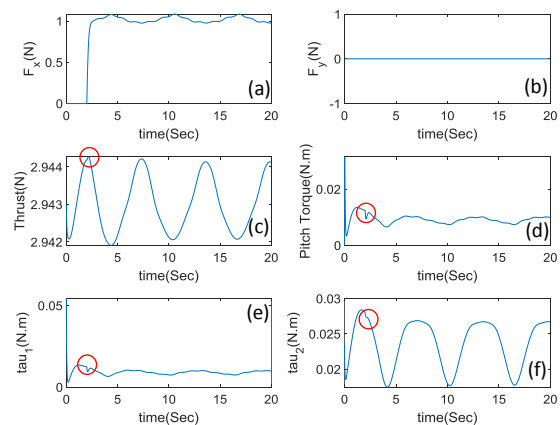 F_x(N)
1
0.5
0
(a)
0 5 10 15 20
time(Sec)
F_y(N)
1
0
-1
(b)
0 5 10 15 20
time(Sec)
Thrust(N)
2.944
2.943
2.942
(c)
0 5 10 15 20
time(Sec)
Pitch Torque(N.m)
0.02
0
(d)
0 5 10 15 20
time(Sec)
tau_1(N.m)
0.05
0
(e)
0 5 10 15 20
time(Sec)
tau_2(N.m)
0.03
0.025
0.02
(f)
0 5 10 15 20
time(Sec)